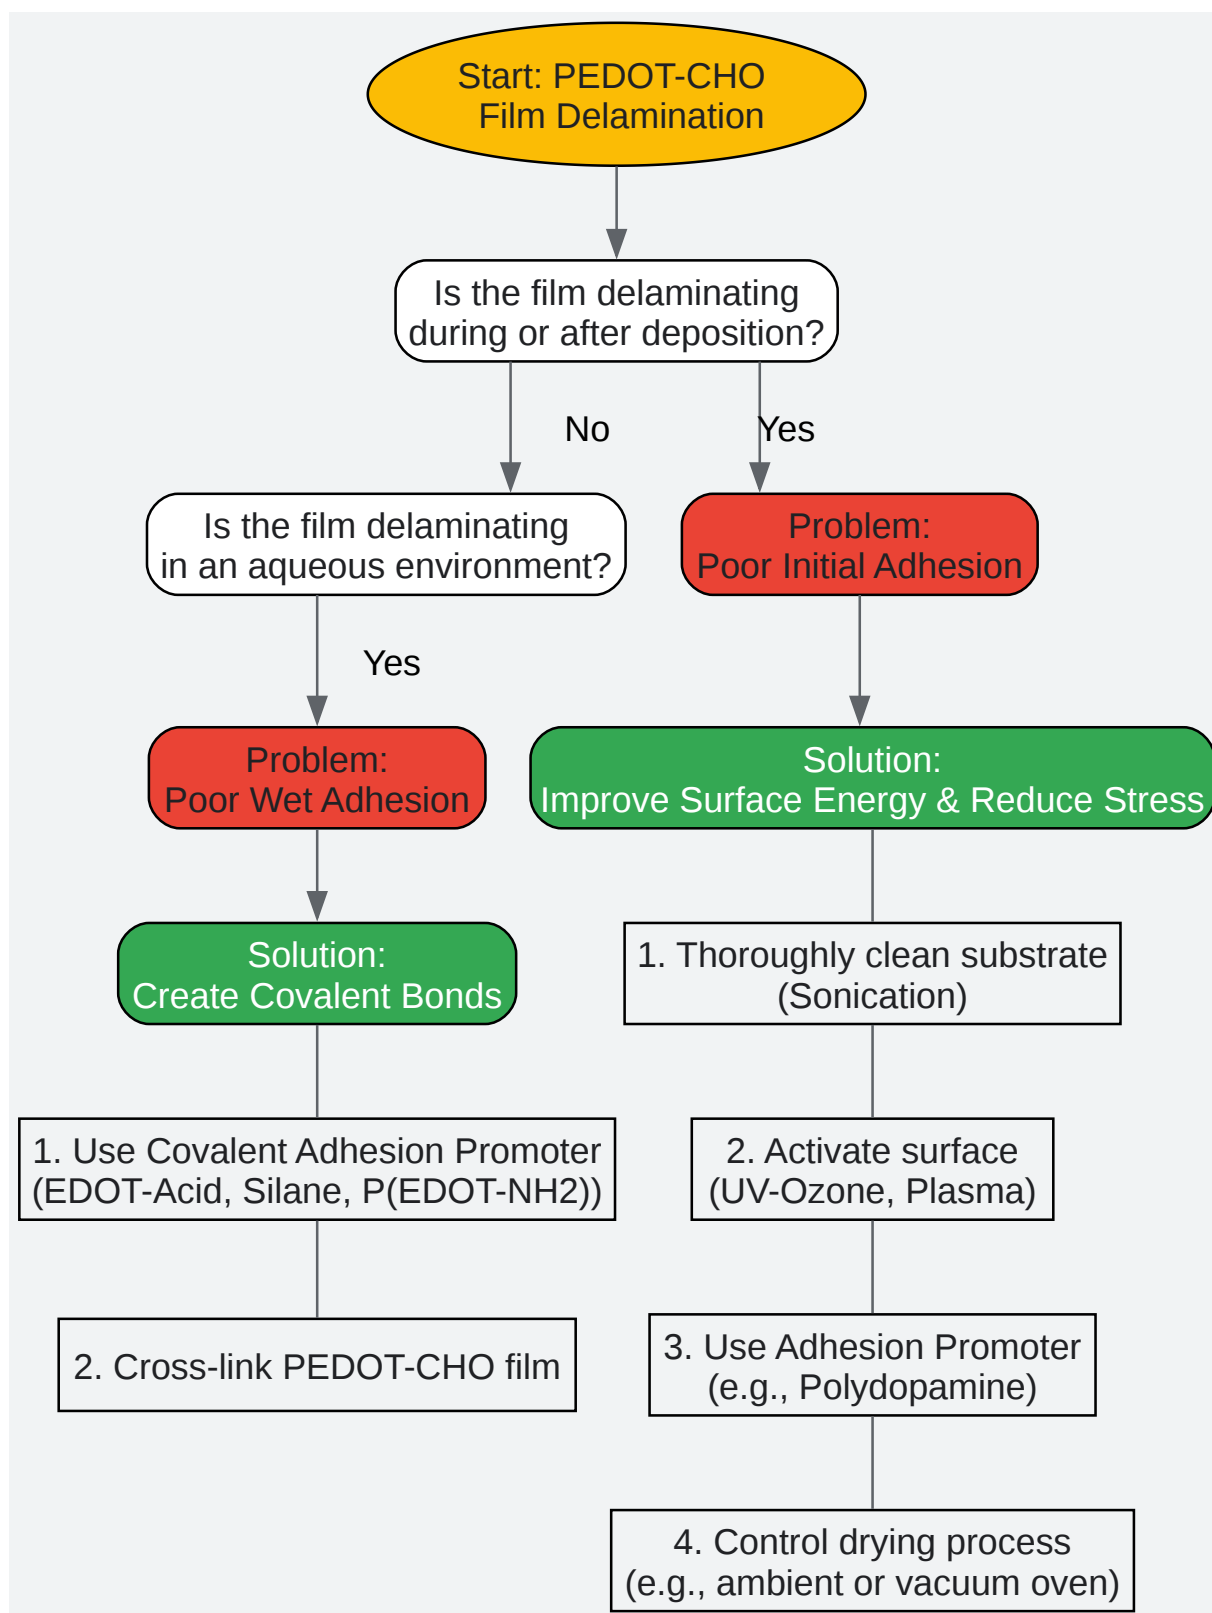 Start: PEDOT-CHO
Film Delamination
Is the film delaminating
during or after deposition?
No
Yes
Is the film delaminating
in an aqueous environment?
Problem:
Poor Initial Adhesion
Yes
Problem:
Poor Wet Adhesion
Solution:
Improve Surface Energy & Reduce Stress
Solution:
Create Covalent Bonds
1. Thoroughly clean substrate
(Sonication)
1. Use Covalent Adhesion Promoter
(EDOT-Acid, Silane, P(EDOT-NH2))
2. Activate surface
(UV-Ozone, Plasma)
2. Cross-link PEDOT-CHO film
3. Use Adhesion Promoter
(e.g., Polydopamine)
4. Control drying process
(e.g., ambient or vacuum oven)